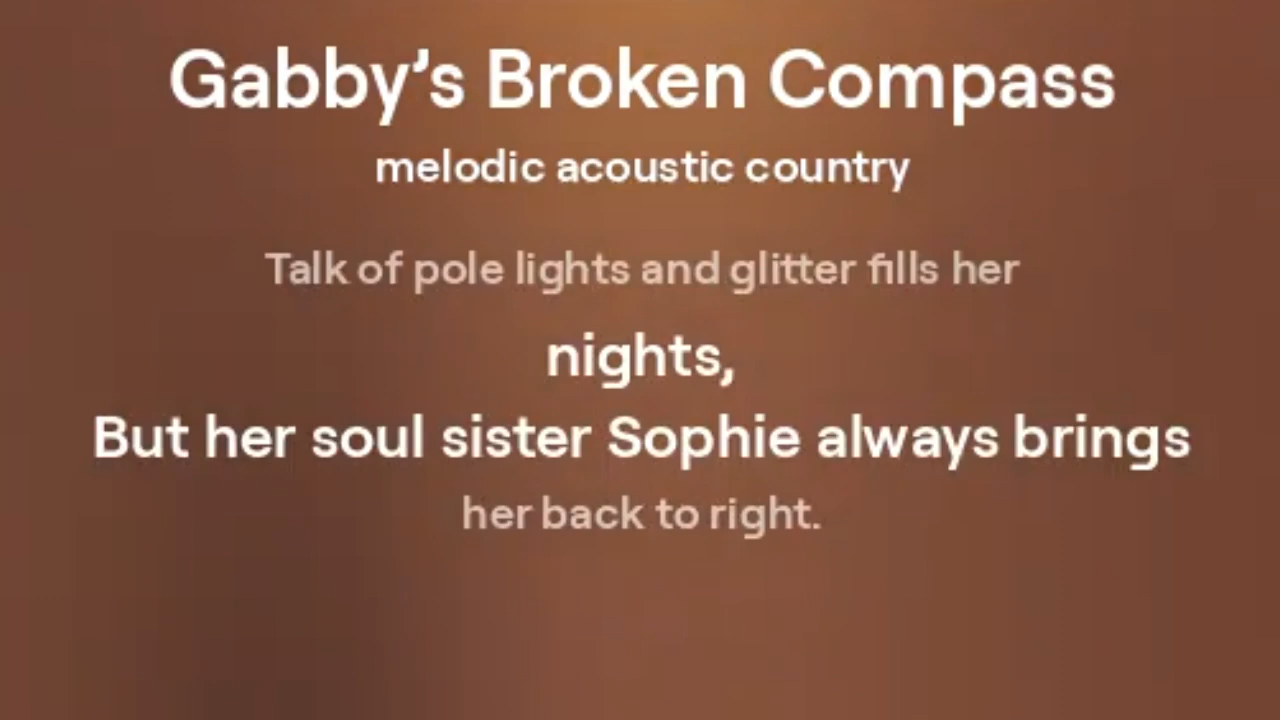 Gabby’s Broken Compass
melodic acoustic country
Talk of pole lights and glitter fills her
nights,
But her soul sister Sophie always brings
her back to right.